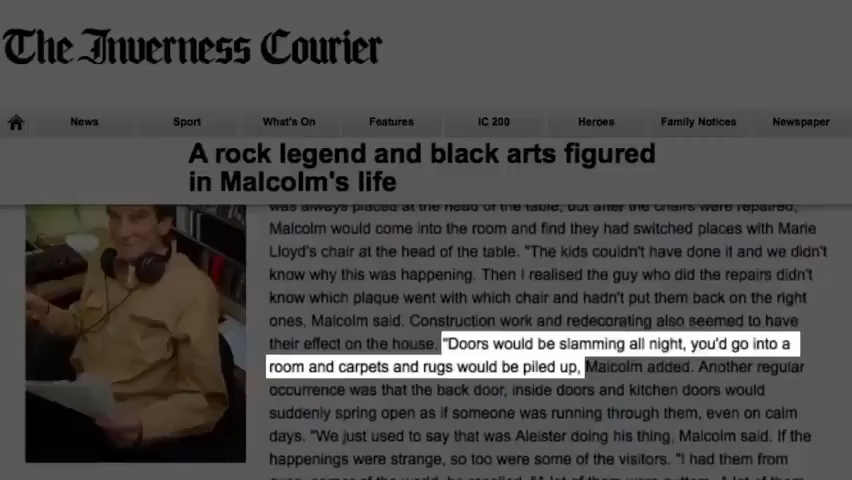 The Inverness Courier
News Sport What's On Features IC 200 Heroes Family Notices Newspaper
A rock legend and black arts figured
in Malcolm's life
was always placed at the head of the table, but after the chairs were repaired,
Malcolm would come into the room and find they had switched places with Marie
Lloyd's chair at the head of the table. "The kids couldn't have done it and we didn't
know why this was happening. Then I realised the guy who did the repairs didn't
know which plaque went with which chair and hadn't put them back on the right
ones, Malcolm said. Construction work and redecorating also seemed to have
their effect on the house. "Doors would be slamming all night, you'd go into a
room and carpets and rugs would be piled up, Malcolm added. Another regular
occurrence was that the back door, inside doors and kitchen doors would
suddenly spring open as if someone was running through them, even on calm
days. "We just used to say that was Aleister doing his thing, Malcolm said. If the
happenings were strange, so too were some of the visitors. "I had them from